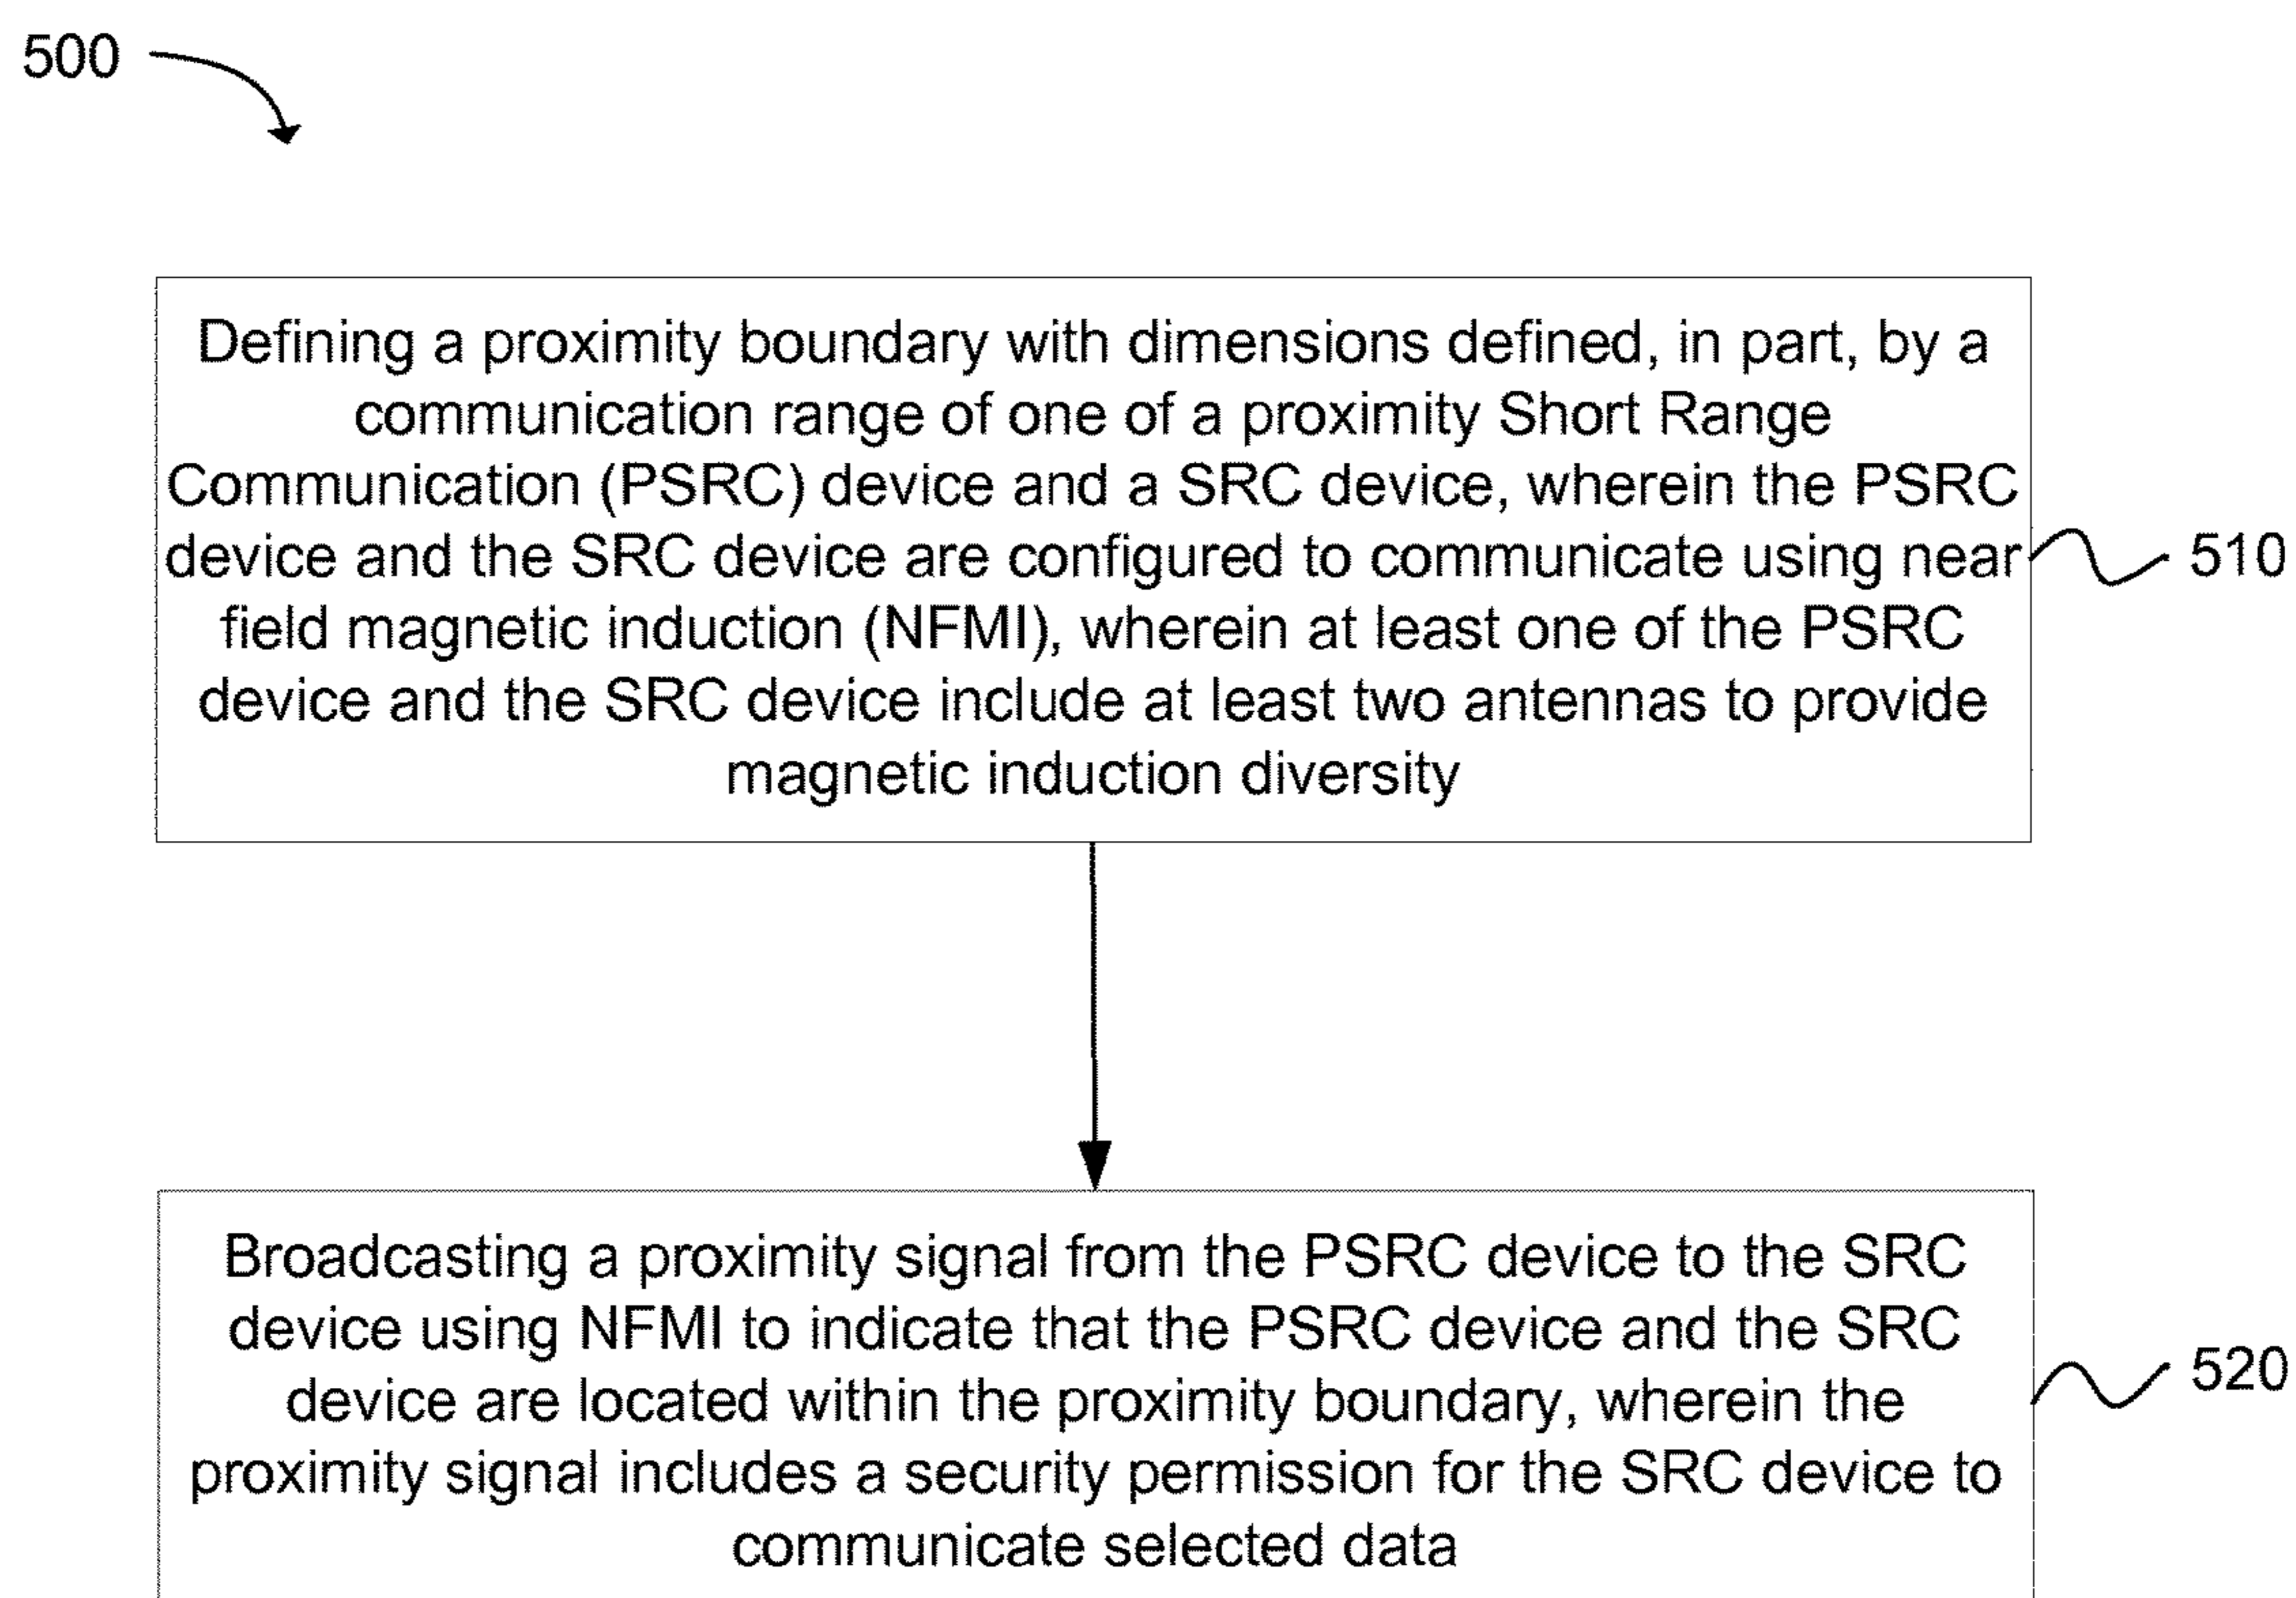 500
Defining a proximity boundary with dimensions defined, in part, by a
communication range of one of a proximity Short Range
Communication (PSRC) device and a SRC device, wherein the PSRC
device and the SRC device are configured to communicate using near
field magnetic induction (NFMI), wherein at least one of the PSRC
device and the SRC device include at least two antennas to provide
magnetic induction diversity
510
Broadcasting a proximity signal from the PSRC device to the SRC
device using NFMI to indicate that the PSRC device and the SRC
device are located within the proximity boundary, wherein the
proximity signal includes a security permission for the SRC device to
communicate selected data
520